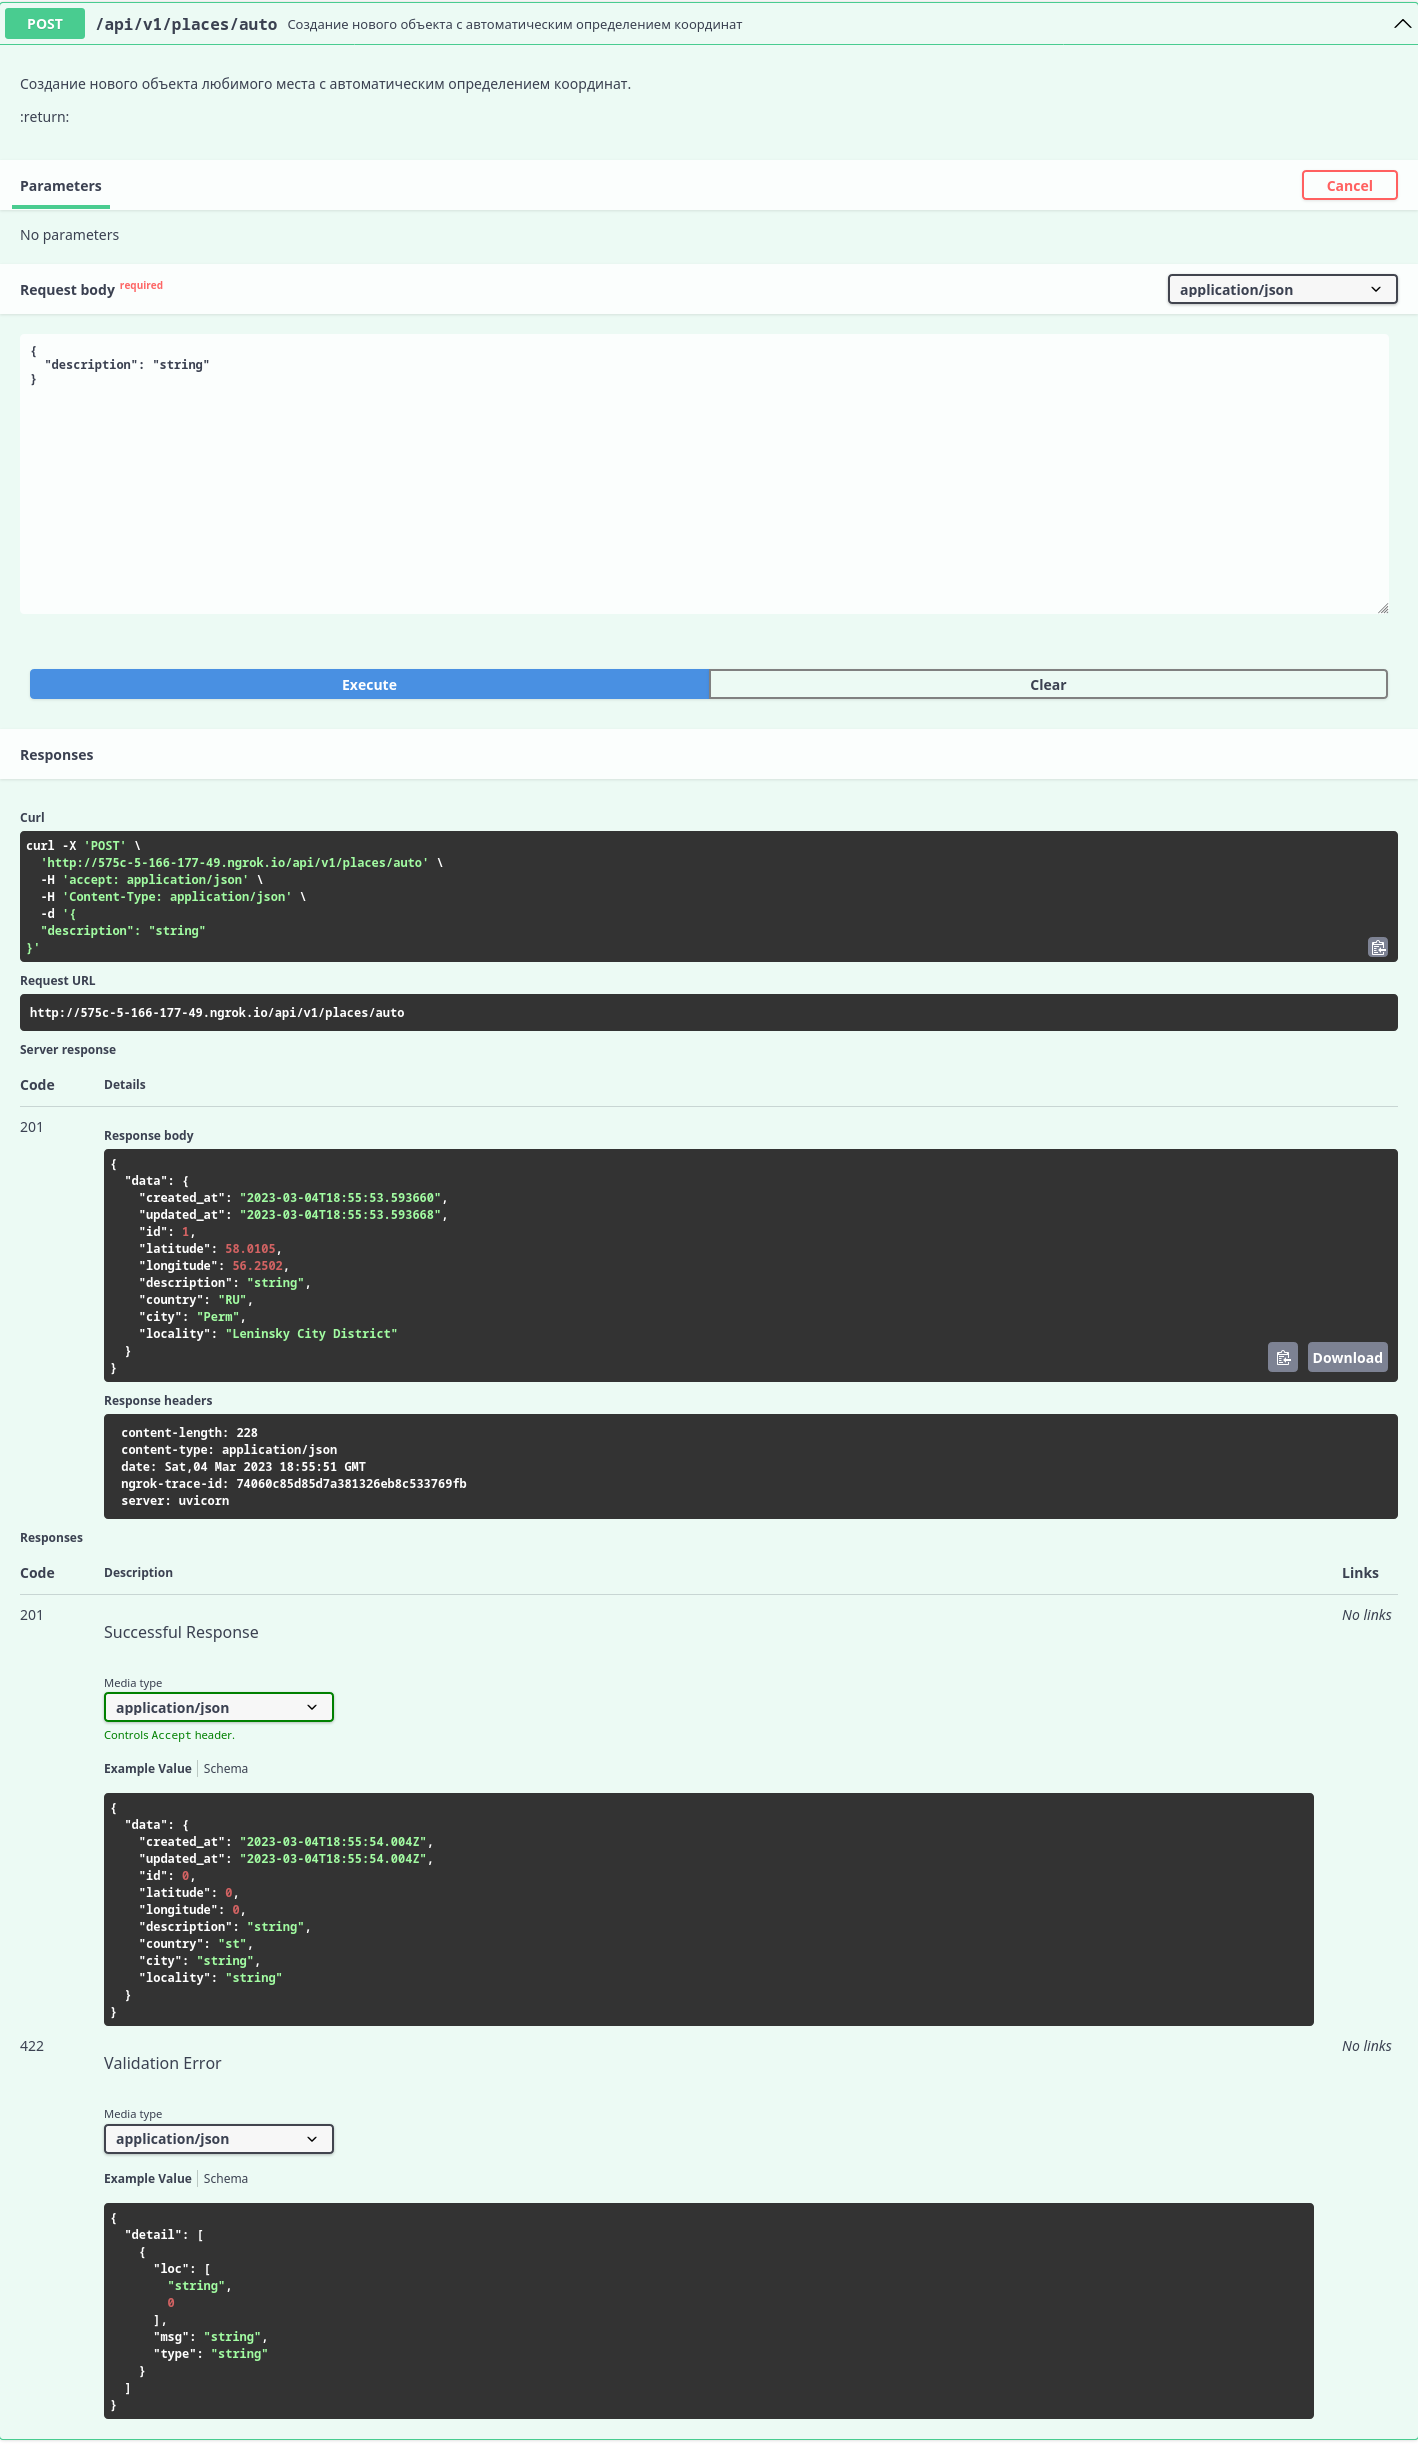 POST /api/v1/places/auto Создание нового объекта с автоматическим определением координат
Создание нового объекта любимого места с автоматическим определением координат.
:return:
Parameters Cancel
No parameters
Request body required application/json
{
  "description": "string"
}
Execute Clear
Responses
Curl
curl -X 'POST' \
  'http://575c-5-166-177-49.ngrok.io/api/v1/places/auto' \
  -H 'accept: application/json' \
  -H 'Content-Type: application/json' \
  -d '{
  "description": "string"
}'
Request URL
http://575c-5-166-177-49.ngrok.io/api/v1/places/auto
Server response
Code Details
201
Response body
{
  "data": {
    "created_at": "2023-03-04T18:55:53.593660",
    "updated_at": "2023-03-04T18:55:53.593668",
    "id": 1,
    "latitude": 58.0105,
    "longitude": 56.2502,
    "description": "string",
    "country": "RU",
    "city": "Perm",
    "locality": "Leninsky City District"
  }
}
Download
Response headers
content-length: 228
content-type: application/json
date: Sat,04 Mar 2023 18:55:51 GMT
ngrok-trace-id: 74060c85d85d7a381326eb8c533769fb
server: uvicorn
Responses
Code Description Links
201 No links
Successful Response
Media type
application/json
Controls Accept header.
Example Value Schema
{
  "data": {
    "created_at": "2023-03-04T18:55:54.004Z",
    "updated_at": "2023-03-04T18:55:54.004Z",
    "id": 0,
    "latitude": 0,
    "longitude": 0,
    "description": "string",
    "country": "st",
    "city": "string",
    "locality": "string"
  }
}
422 No links
Validation Error
Media type
application/json
Example Value Schema
{
  "detail": [
    {
      "loc": [
        "string",
        0
      ],
      "msg": "string",
      "type": "string"
    }
  ]
}